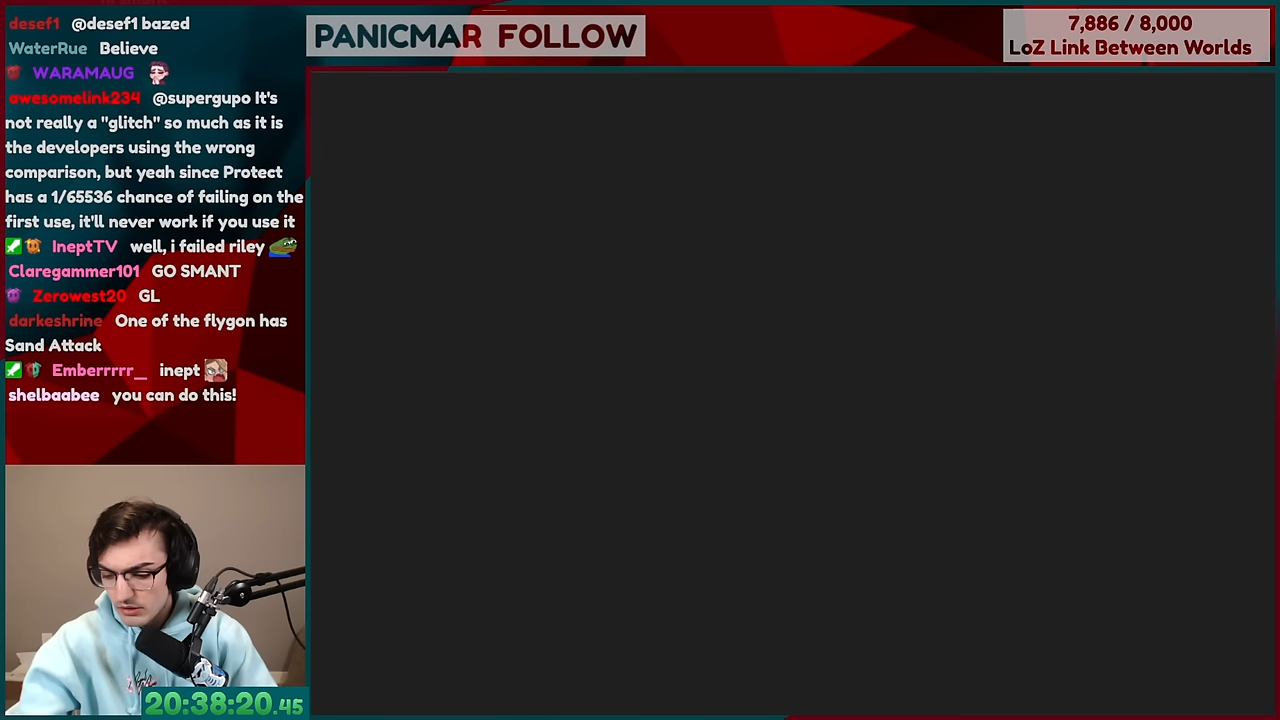 desef1 @desef1 bazed
WaterRue Believe
WARAMAUG
awesomelink234 @supergupo It's
not really a "glitch" so much as it is
the developers using the wrong
comparison, but yeah since Protect
has a 1/65536 chance of failing on the
first use, it'll never work if you use it
IneptTV well, i failed riley
Claregammer101 GO SMANT
Zerowest20 GL
darkeshrine One of the flygon has
Sand Attack
Emberrrrr_ inept
shelbaabee you can do this!
20:38:20.45
PANICMAR FOLLOW
7,886 / 8,000
LoZ Link Between Worlds